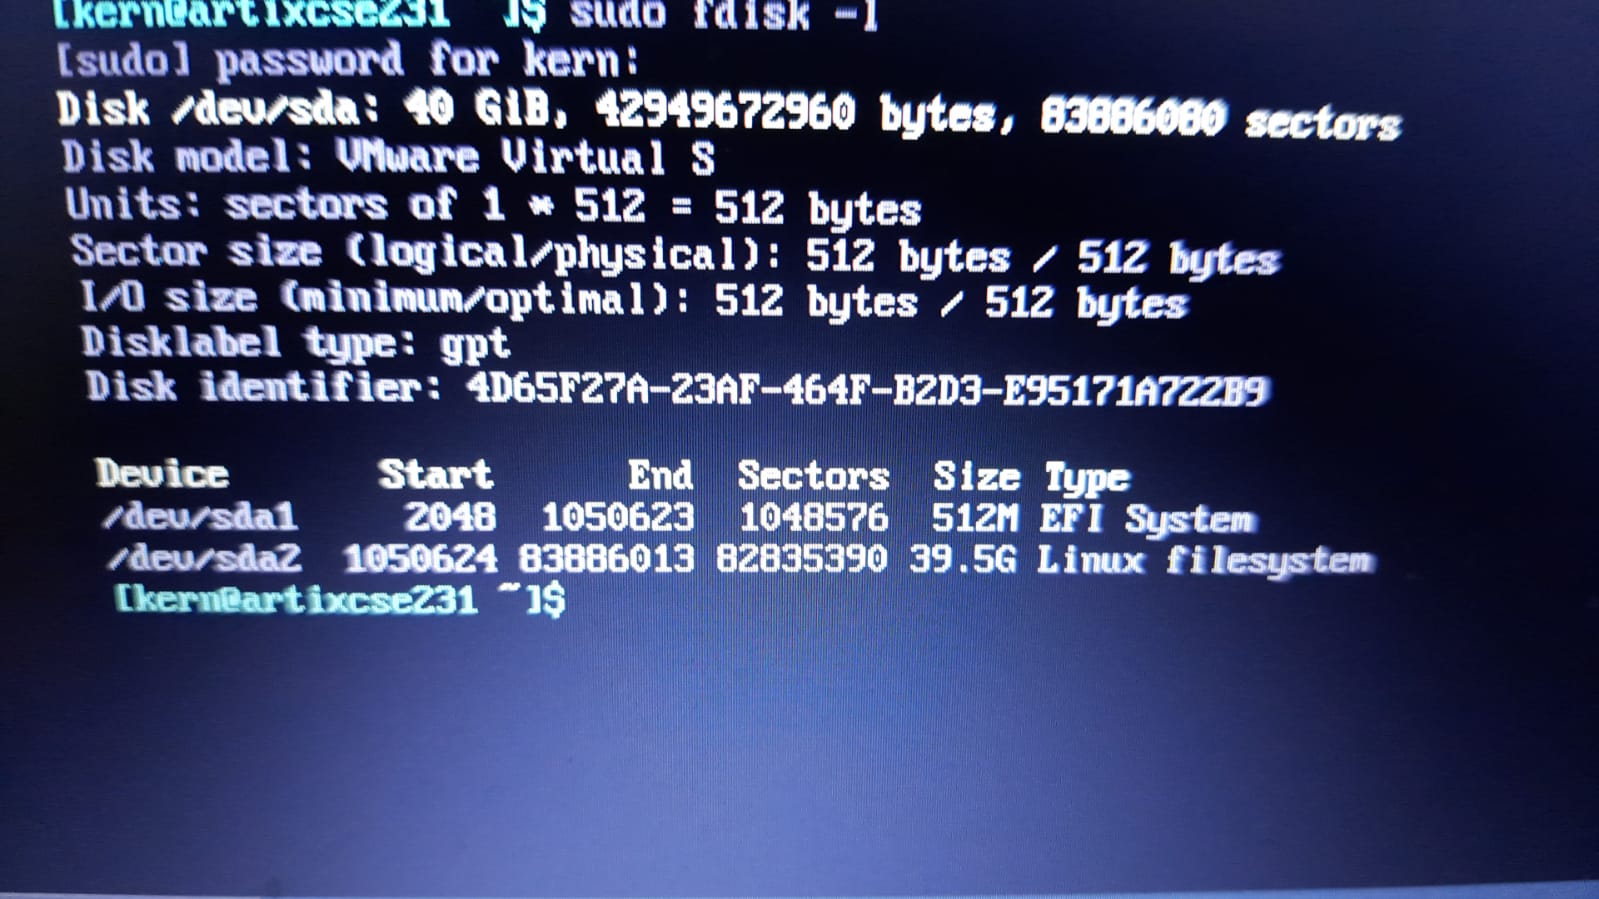 [kern@artixcse231 ~]$ sudo fdisk -l
[sudo] password for kern:
Disk /dev/sda: 40 GiB, 42949672960 bytes, 83886080 sectors
Disk model: VMware Virtual S
Units: sectors of 1 * 512 = 512 bytes
Sector size (logical/physical): 512 bytes / 512 bytes
I/O size (minimum/optimal): 512 bytes / 512 bytes
Disklabel type: gpt
Disk identifier: 4D65F27A-23AF-464F-B2D3-E95171A722B9
Device Start End Sectors Size Type
/dev/sda1 2048 1050623 1048576 512M EFI System
/dev/sda2 1050624 83886013 82835390 39.5G Linux filesystem
[kern@artixcse231 ~]$